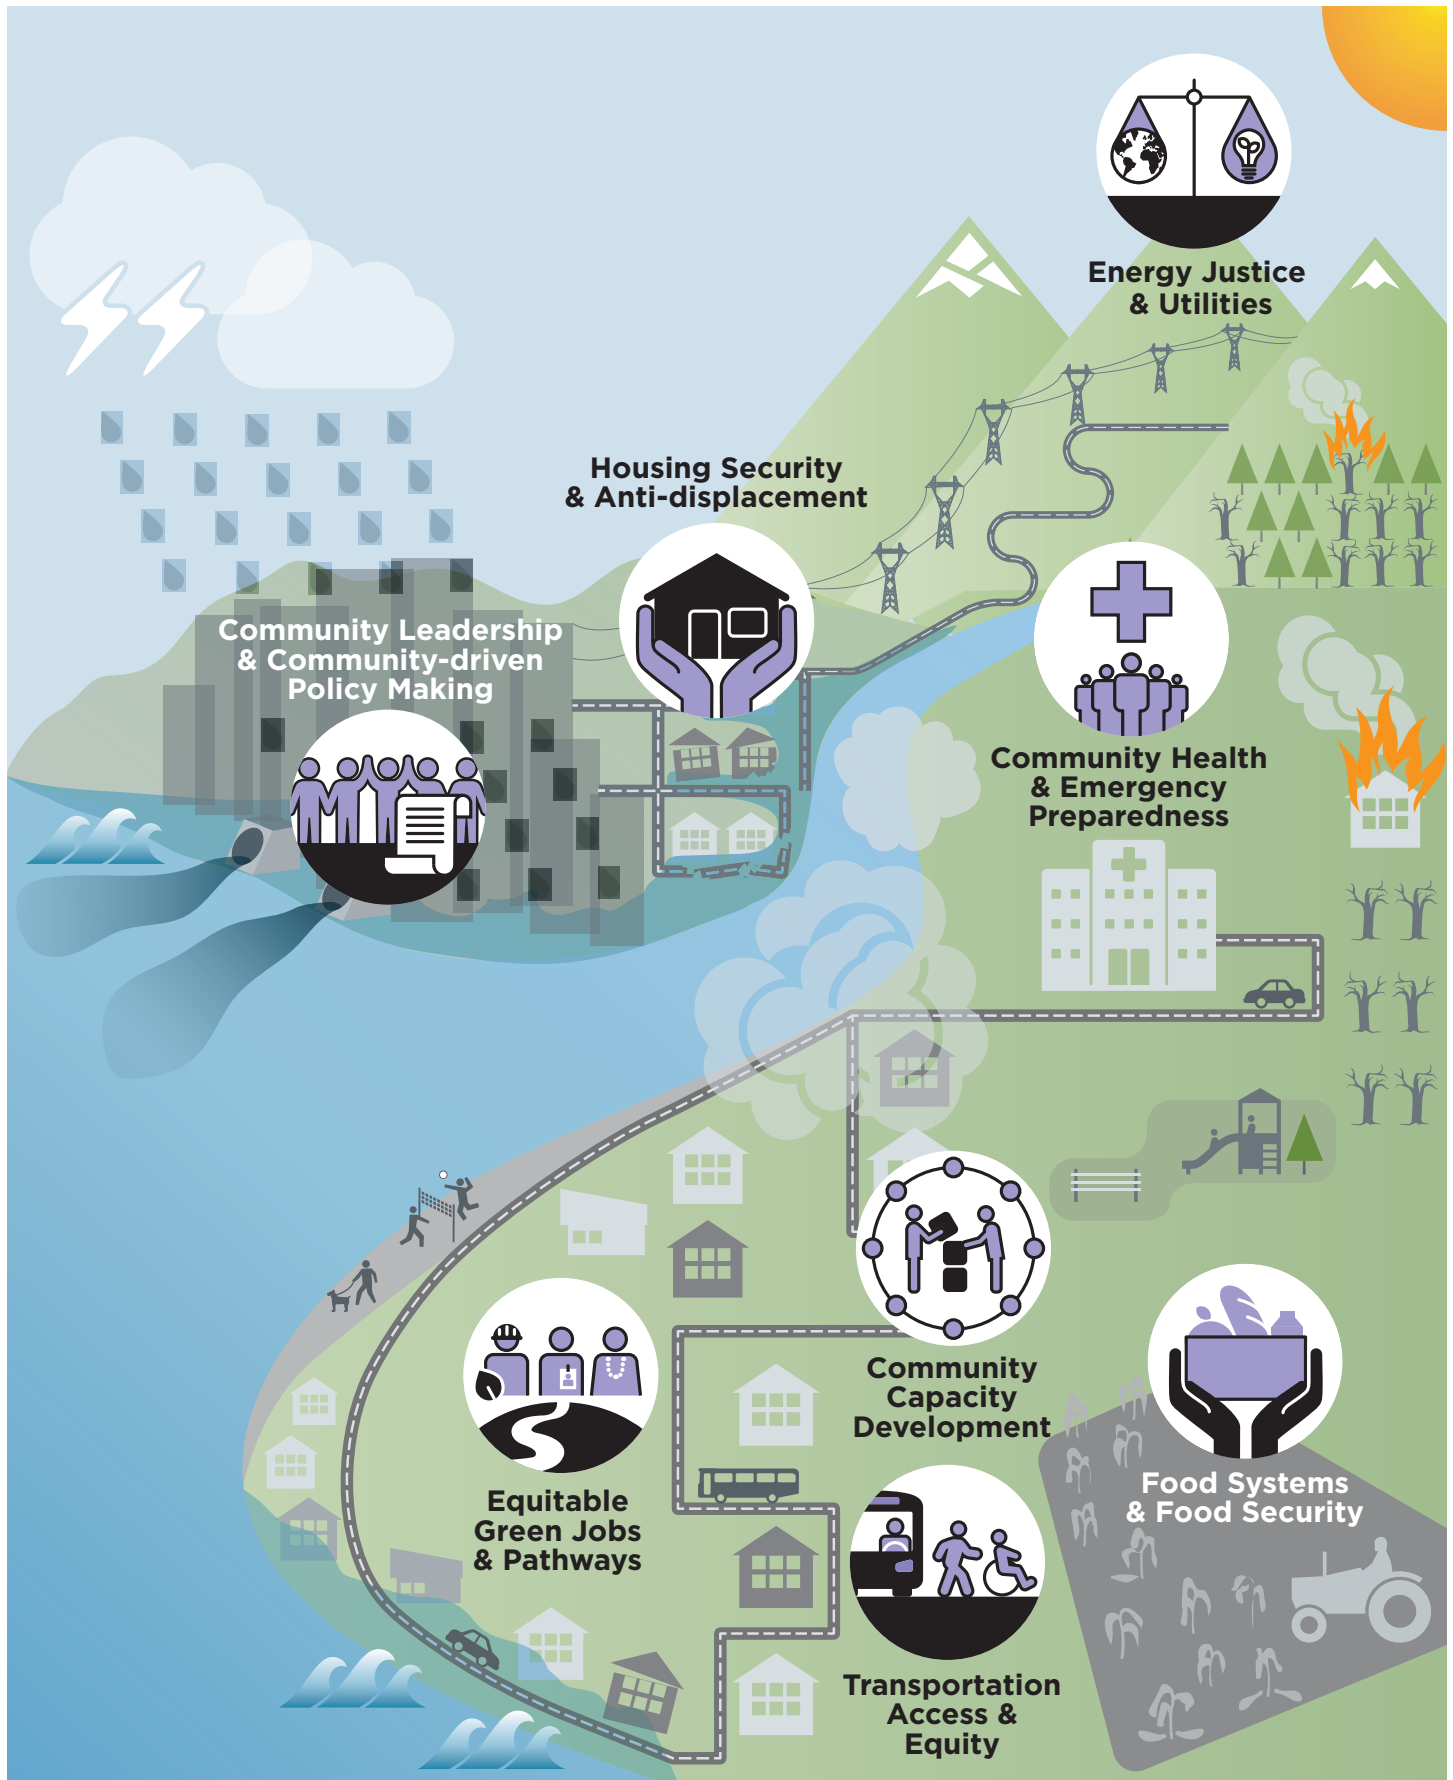 Energy Justice
& Utilities
Housing Security
& Anti-displacement
Community Leadership
& Community-driven
Policy Making
Community Health
& Emergency
Preparedness
Community
Capacity
Development
Equitable
Green Jobs
& Pathways
Food Systems
& Food Security
Transportation
Access &
Equity